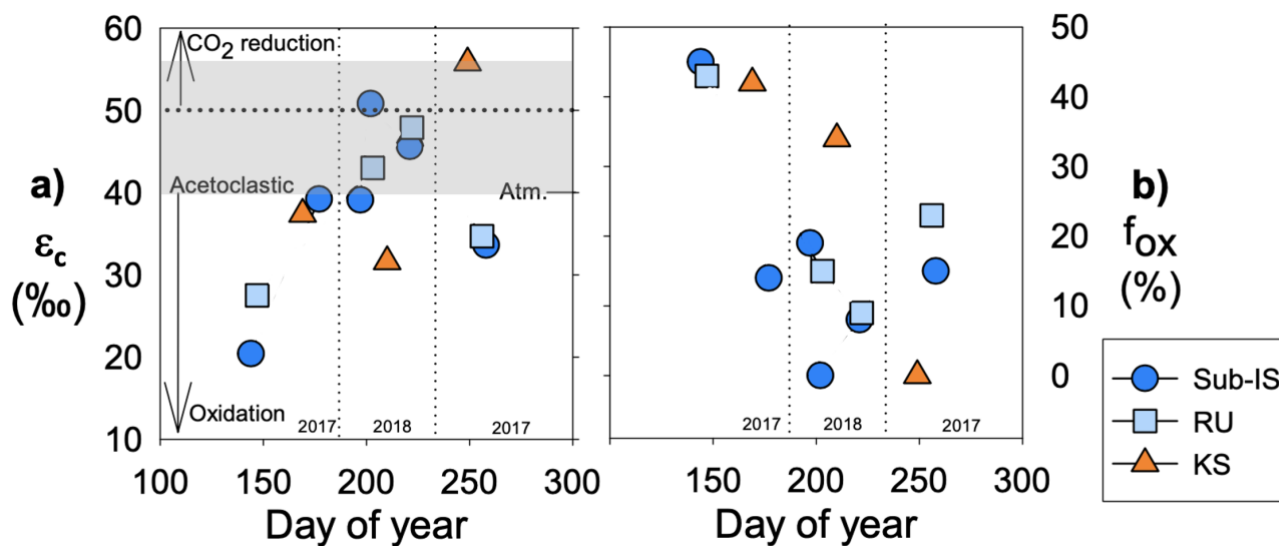 a)
εc
(‰)
60
50
40
30
20
10
CO2 reduction
Acetoclastic
Atm.
Oxidation
2017
2018
2017
100
150
200
250
300
Day of year
150
200
250
300
Day of year
2017
2018
2017
50
40
30
20
10
0
b)
fOX
(%)
Sub-IS
RU
KS